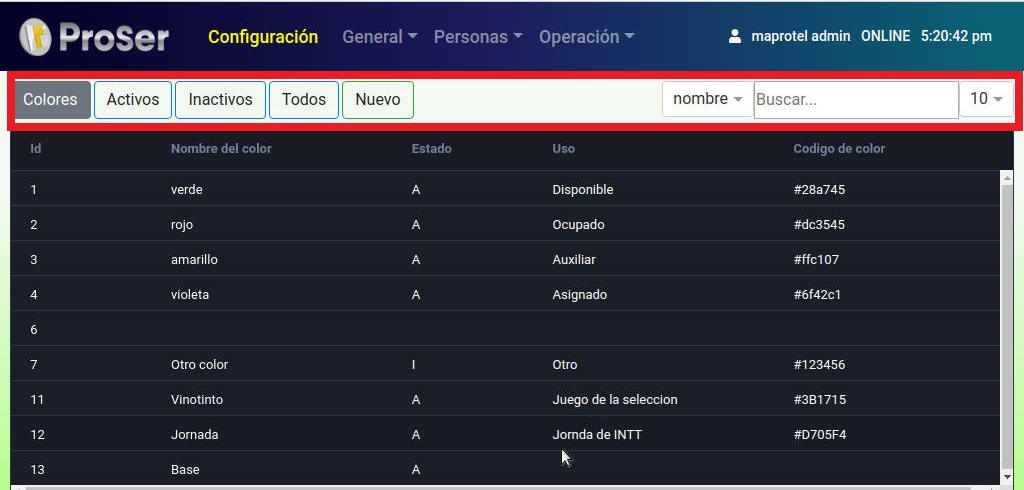 ProSer Configuración General Personas Operación maprotel admin ONLINE 5:20:42 pm
Colores Activos Inactivos Todos Nuevo nombre Buscar... 10
Id Nombre del color Estado Uso Codigo de color
1 verde A Disponible #28a745
2 rojo A Ocupado #dc3545
3 amarillo A Auxiliar #ffc107
4 violeta A Asignado #6f42c1
6
7 Otro color I Otro #123456
11 Vinotinto A Juego de la seleccion #3B1715
12 Jornada A Jornda de INTT #D705F4
13 Base A